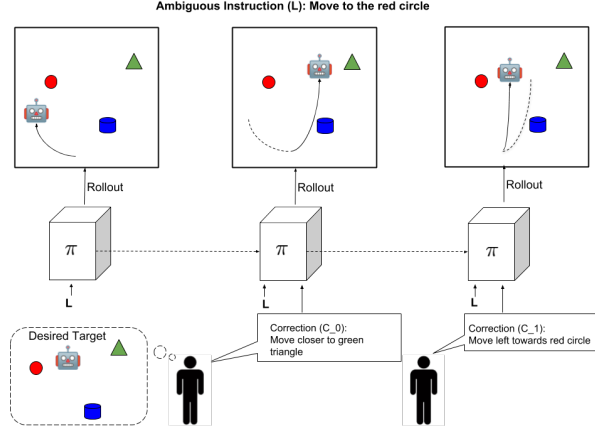 Ambiguous Instruction (L): Move to the red circle
Rollout
Rollout
Rollout
π
π
π
L
L
L
Desired Target
Correction (C_0):
Move closer to green
triangle
Correction (C_1):
Move left towards red circle